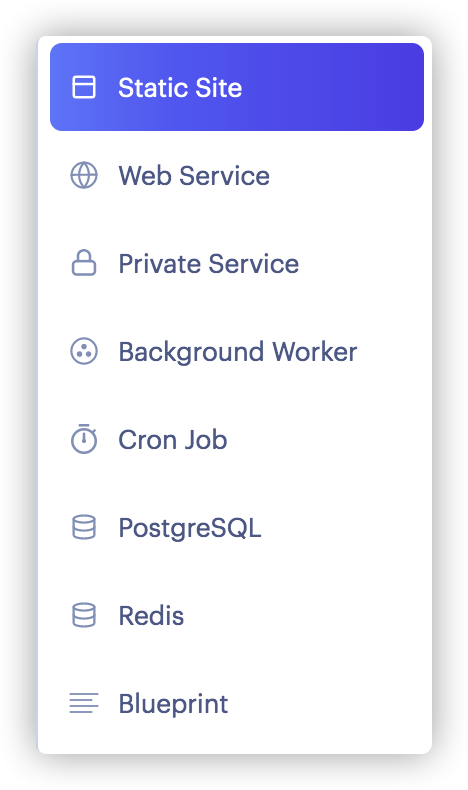 Static Site
Web Service
Private Service
Background Worker
Cron Job
PostgreSQL
Redis
Blueprint